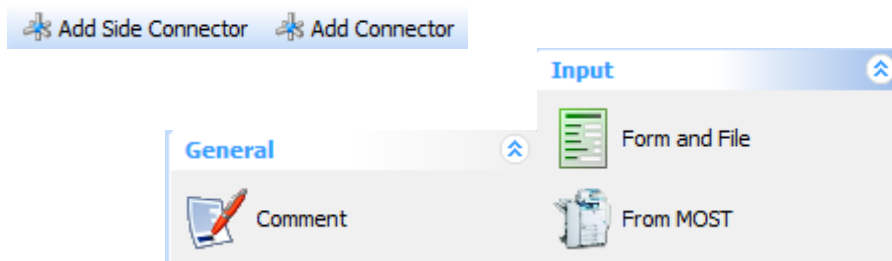 Add Side Connector Add Connector
Input
Form and File
From MOST
General
Comment